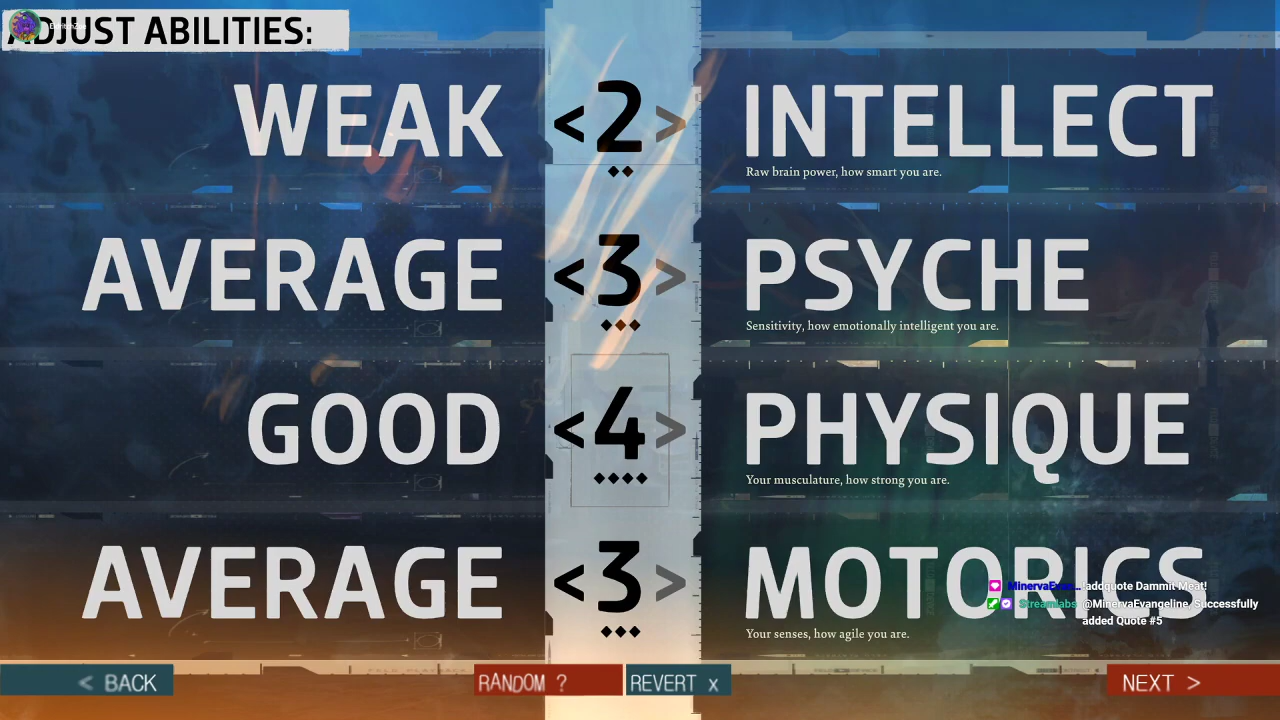 ADJUST ABILITIES:
WEAK <2> INTELLECT
Raw brain power, how smart you are.
AVERAGE <3> PSYCHE
Sensitivity, how emotionally intelligent you are.
GOOD <4> PHYSIQUE
Your musculature, how strong you are.
AVERAGE <3> MOTORICS
!addquote Dammit Meat!
Streamlabs: @MinervaEvangeline, Successfully
added Quote #5
Your senses, how agile you are.
< BACK
RANDOM ?
REVERT x
NEXT >